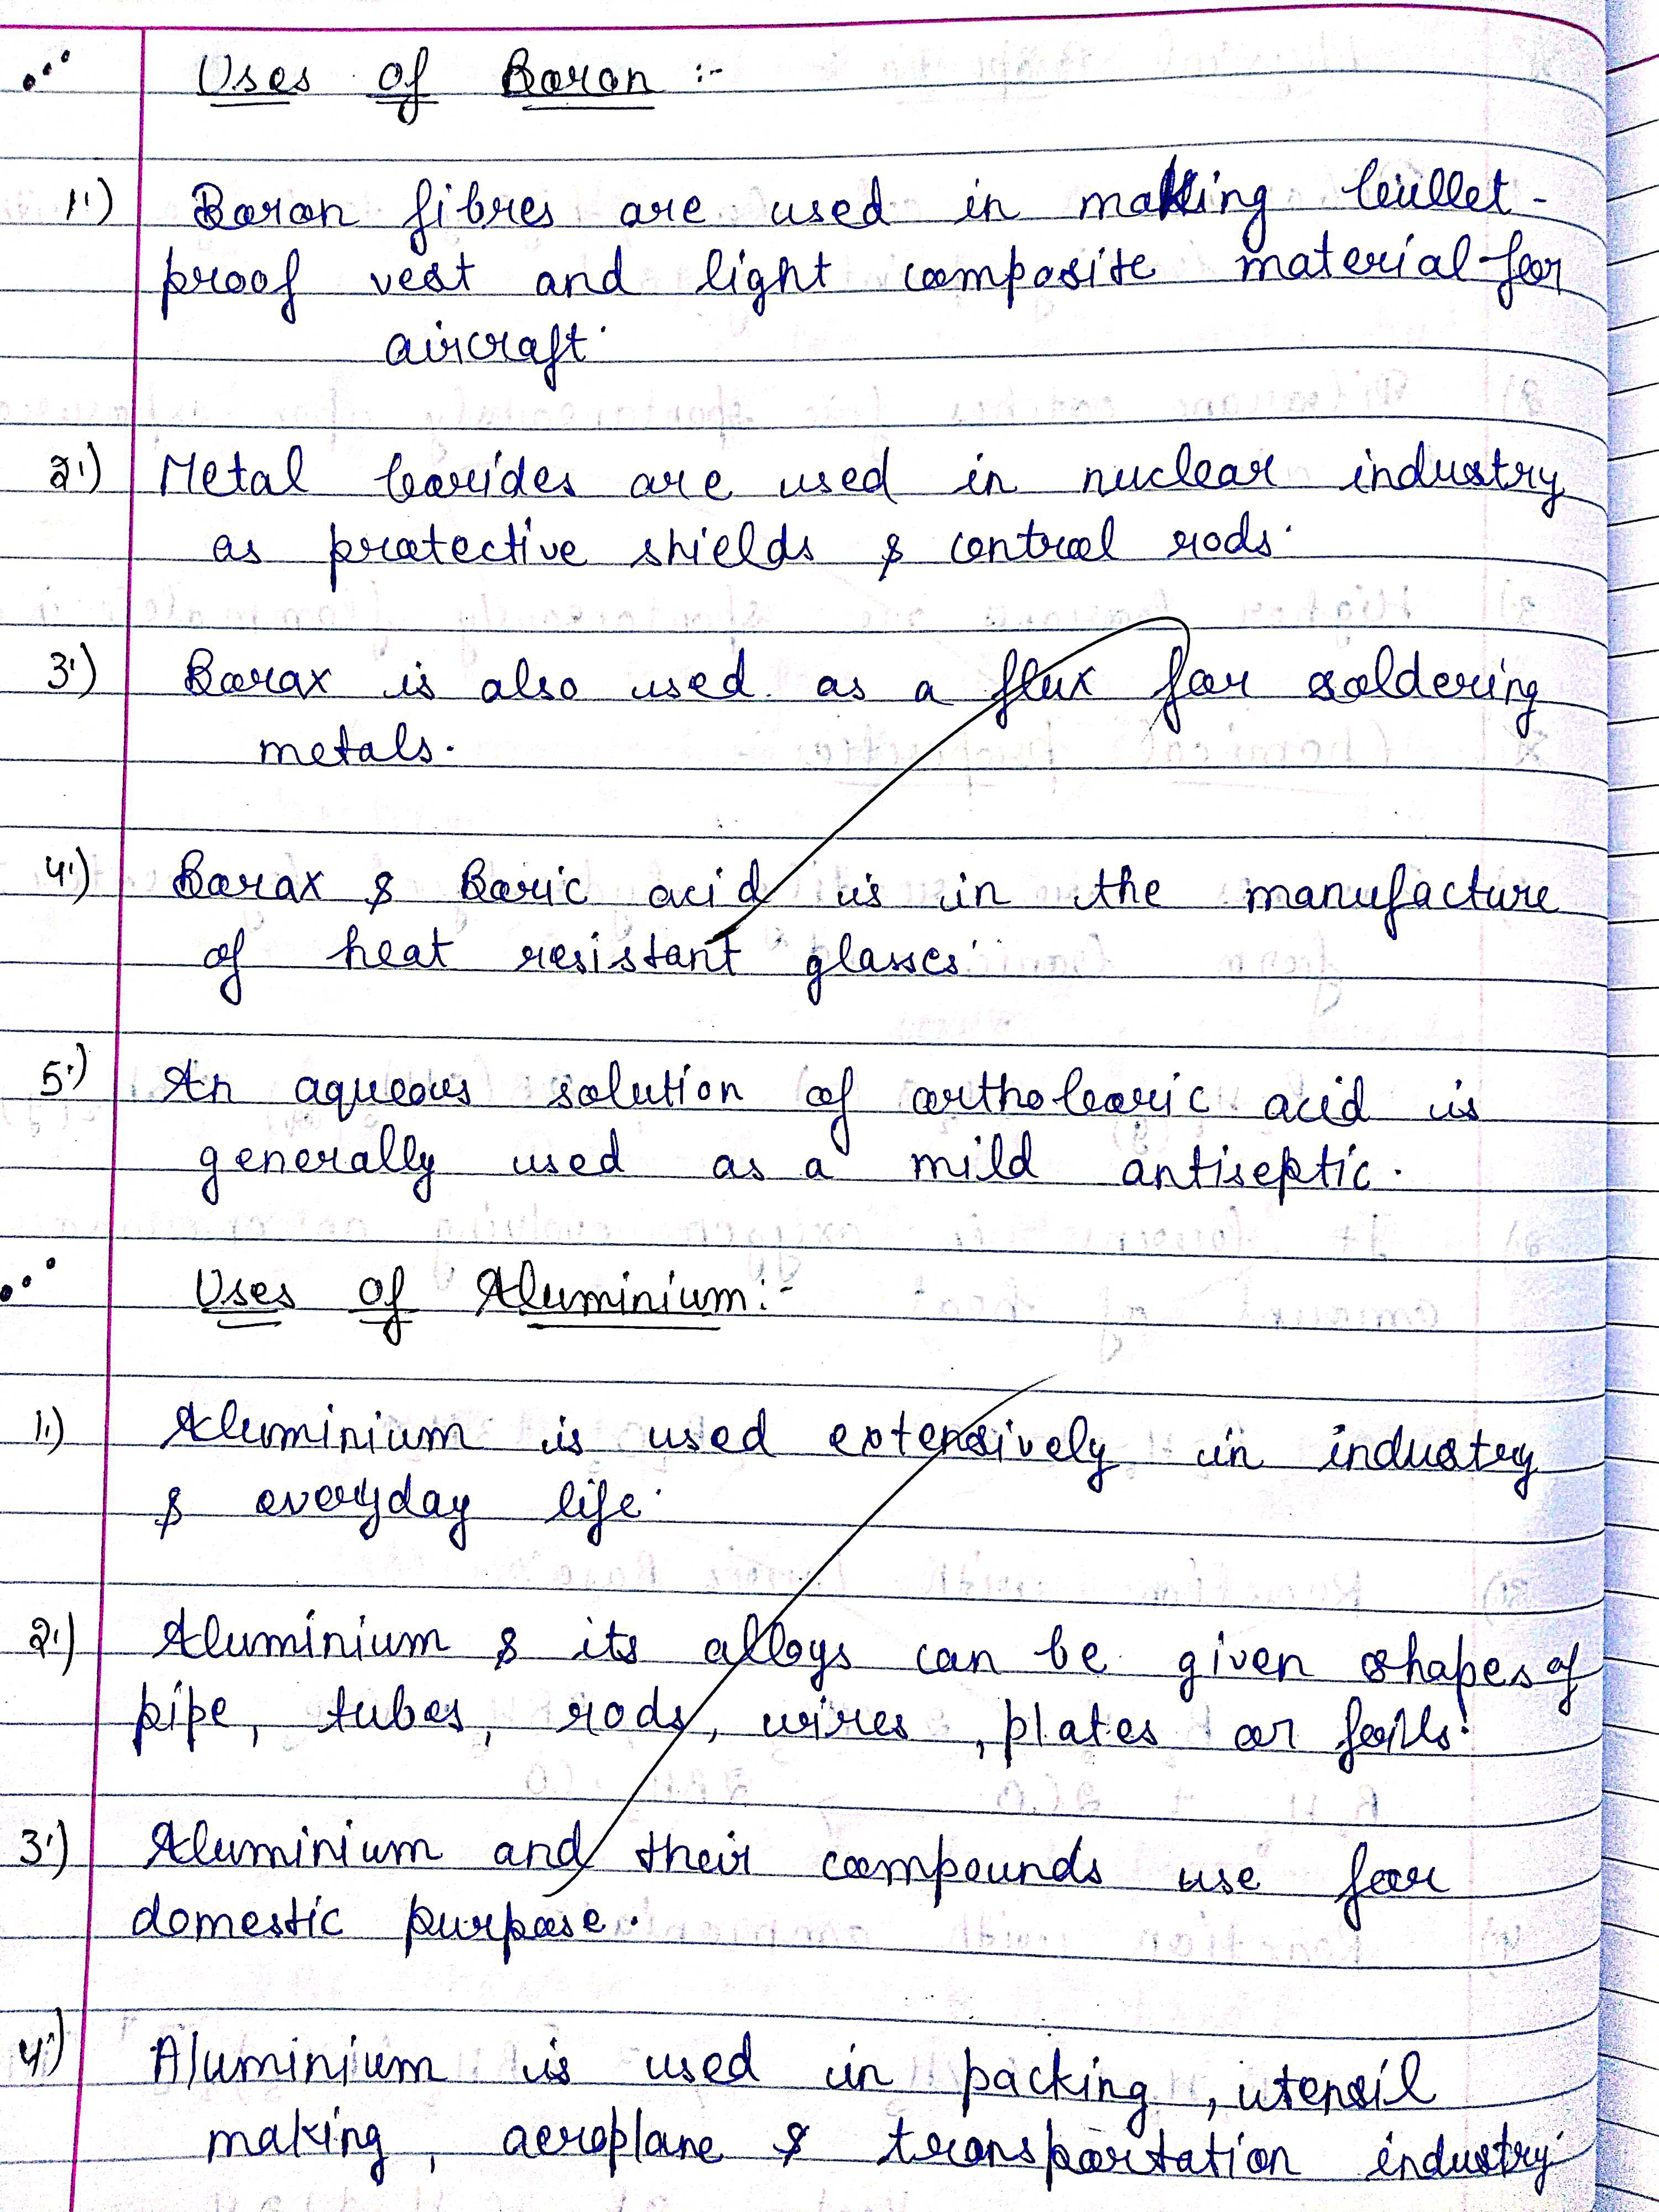 Uses of Boron :-
1.) Boron fibres are used in making bullet-
proof vest and light composite material for
aircraft.
2.) Metal borides are used in nuclear industry
as protective shields & control rods.
3.) Borax is also used as a flux for soldering
metals.
4.) Borax & Boric acid is in the manufacture
of heat resistant glasses.
5.) An aqueous solution of orthoboric acid is
generally used as a mild antiseptic.
Uses of Aluminium:-
1.) Aluminium is used extensively in industry
& everyday life.
2.) Aluminium & its alloys can be given shapes of
pipe, tubes, rods, wires, plates or foils.
3.) Aluminium and their compounds use for
domestic purpose.
4.) Aluminium is used in packing, utensil
making, aeroplane & transportation industry.